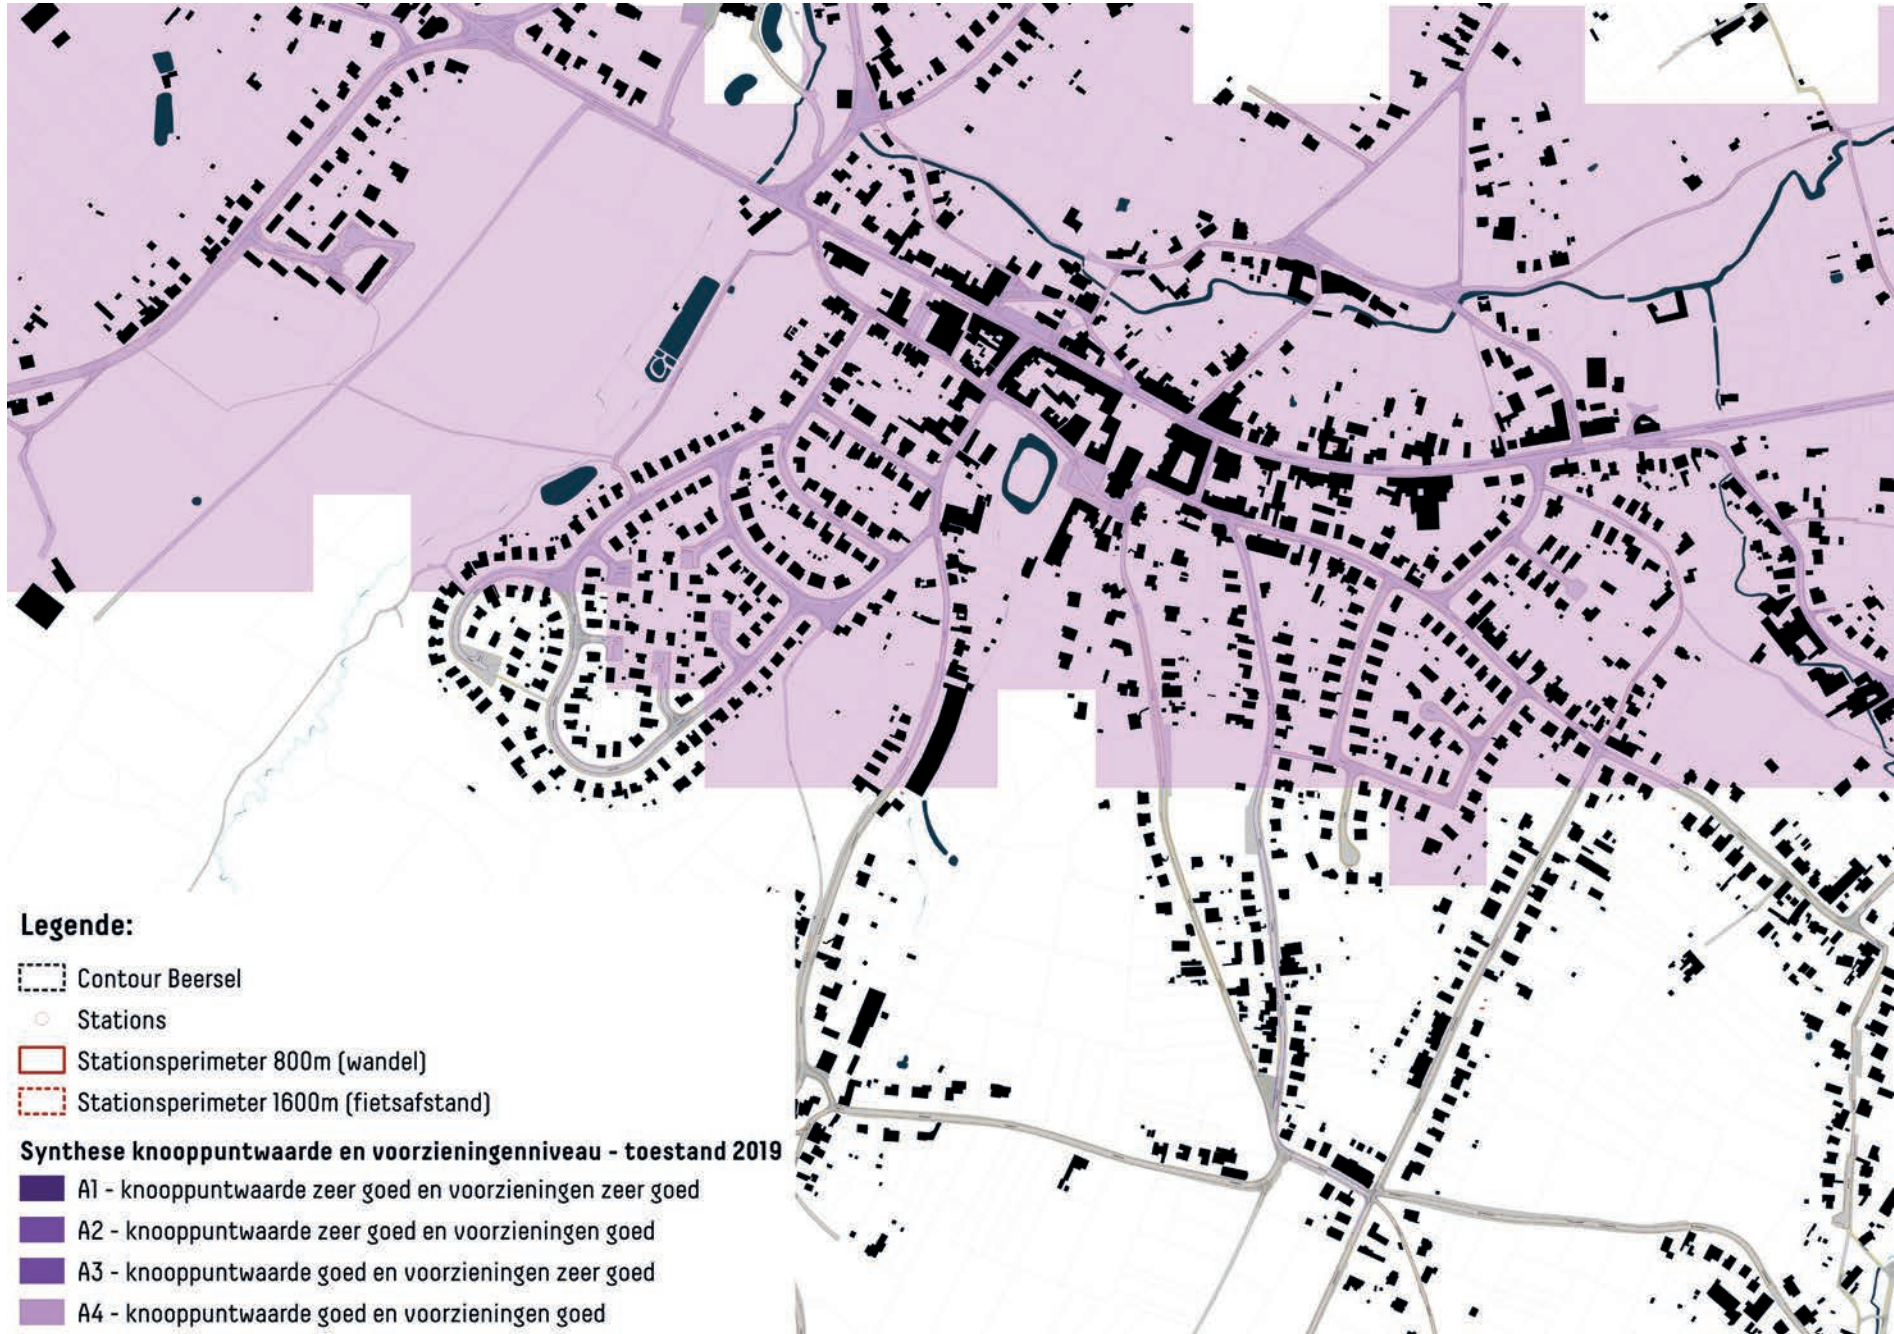 Legende:
Contour Beersel
Stations
Stationsperimeter 800m (wandel)
Stationsperimeter 1600m (fietsafstand)
Synthese knooppuntwaarde en voorzieningenniveau - toestand 2019
A1 - knooppuntwaarde zeer goed en voorzieningen zeer goed
A2 - knooppuntwaarde zeer goed en voorzieningen goed
A3 - knooppuntwaarde goed en voorzieningen zeer goed
A4 - knooppuntwaarde goed en voorzieningen goed